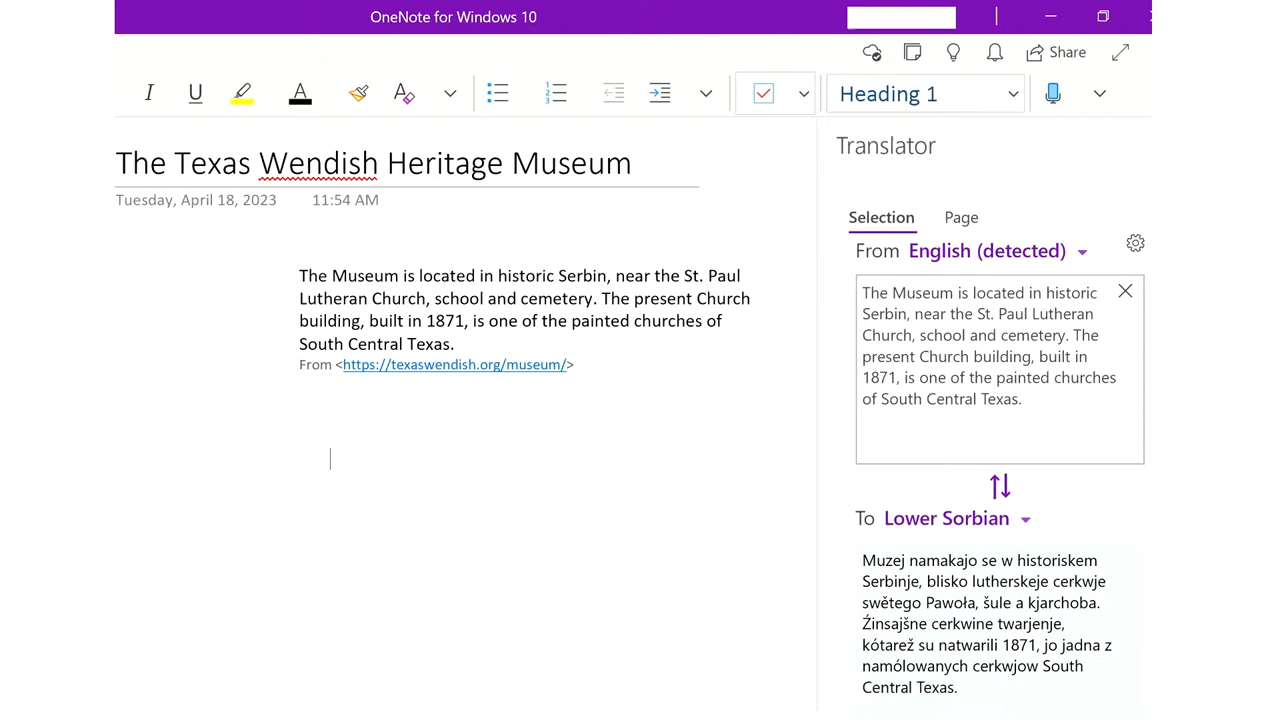 OneNote for Windows 10
Share
I U A A
Heading 1
The Texas Wendish Heritage Museum
Tuesday, April 18, 2023 11:54 AM
The Museum is located in historic Serbin, near the St. Paul
Lutheran Church, school and cemetery. The present Church
building, built in 1871, is one of the painted churches of
South Central Texas.
From <https://texaswendish.org/museum/>
Translator
Selection Page
From English (detected)
The Museum is located in historic
Serbin, near the St. Paul Lutheran
Church, school and cemetery. The
present Church building, built in
1871, is one of the painted churches
of South Central Texas.
To Lower Sorbian
Muzej namakajo se w historiskem
Serbinje, blisko lutherskeje cerkwje
swětego Pawoła, šule a kjarchoba.
Źinsajšne cerkwine twarjenje,
kótarež su natwarili 1871, jo jadna z
namólowanych cerkwjow South
Central Texas.